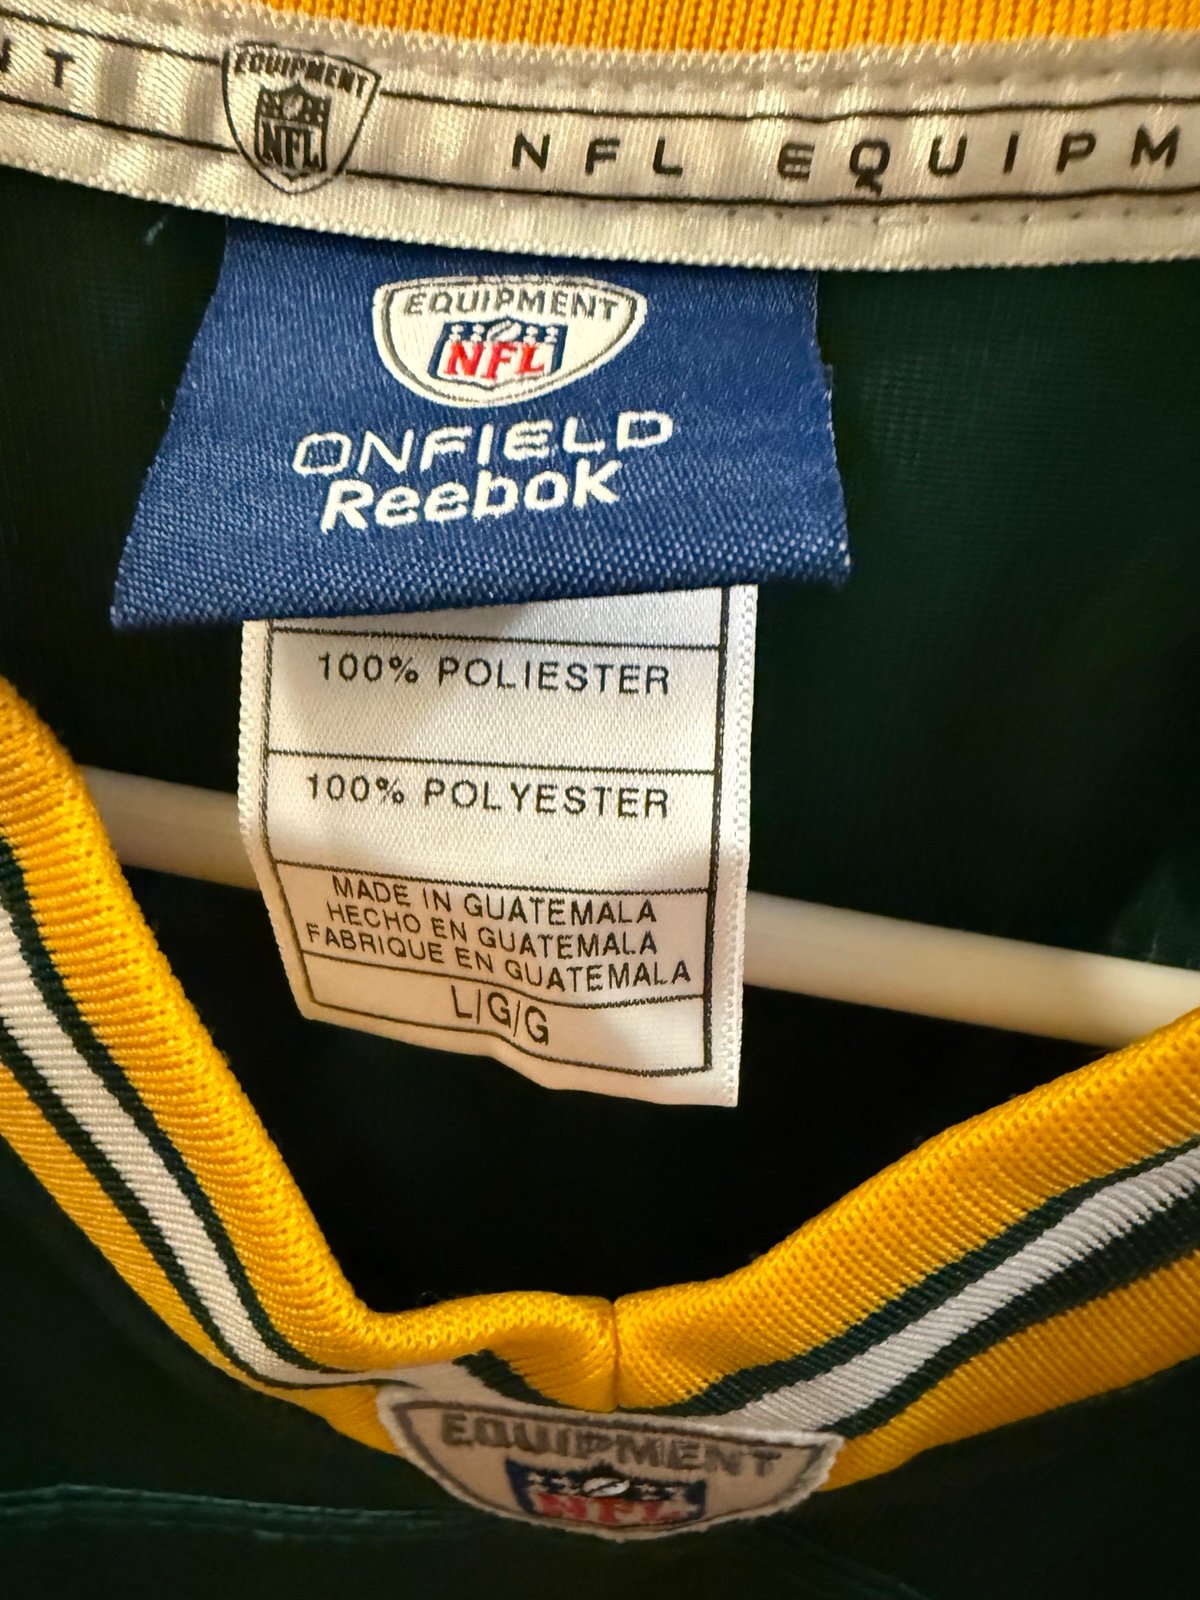 NT
EQUIPMENT
NFL
NFL EQUIPM
EQUIPMENT
NFL
ONFIELD
Reebok
100% POLIESTER
100% POLYESTER
MADE IN GUATEMALA
HECHO EN GUATEMALA
FABRIQUE EN GUATEMALA
L/G/G
EQUIPMENT
NFL